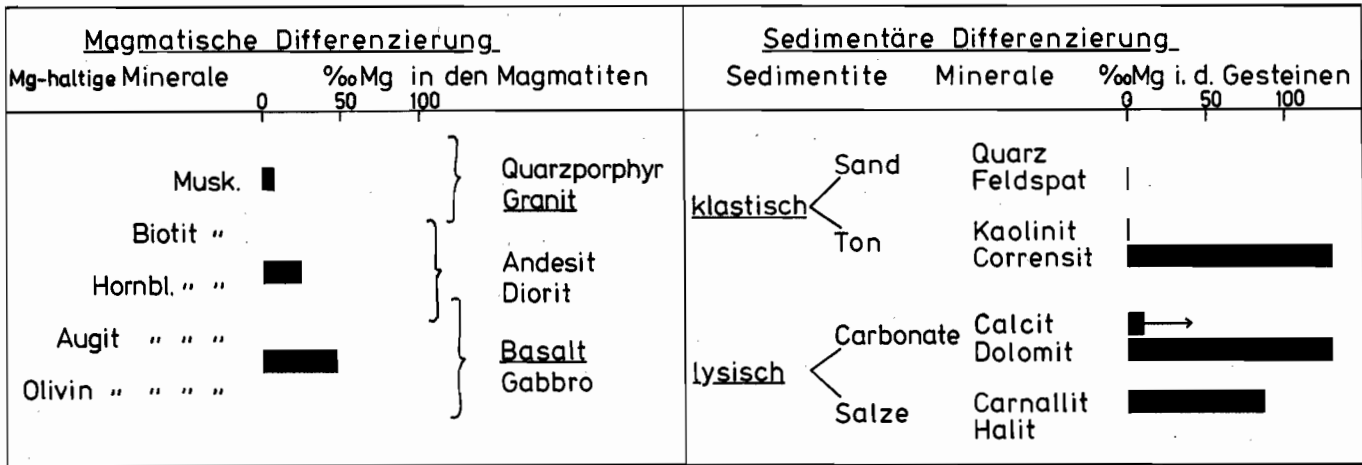 Magmatische Differenzierung
Mg-haltige Minerale ‰Mg in den Magmatiten
0 50 100
Musk.
Biotit "
Hornbl. " "
Augit " " "
Olivin " " " "
Quarzporphyr
Granit
Andesit
Diorit
Basalt
Gabbro
Sedimentäre Differenzierung
Sedimentite Minerale ‰Mg i. d. Gesteinen
0 50 100
klastisch
Sand
Ton
Quarz
Feldspat
Kaolinit
Corrensit
lysisch
Carbonate
Salze
Calcit
Dolomit
Carnallit
Halit